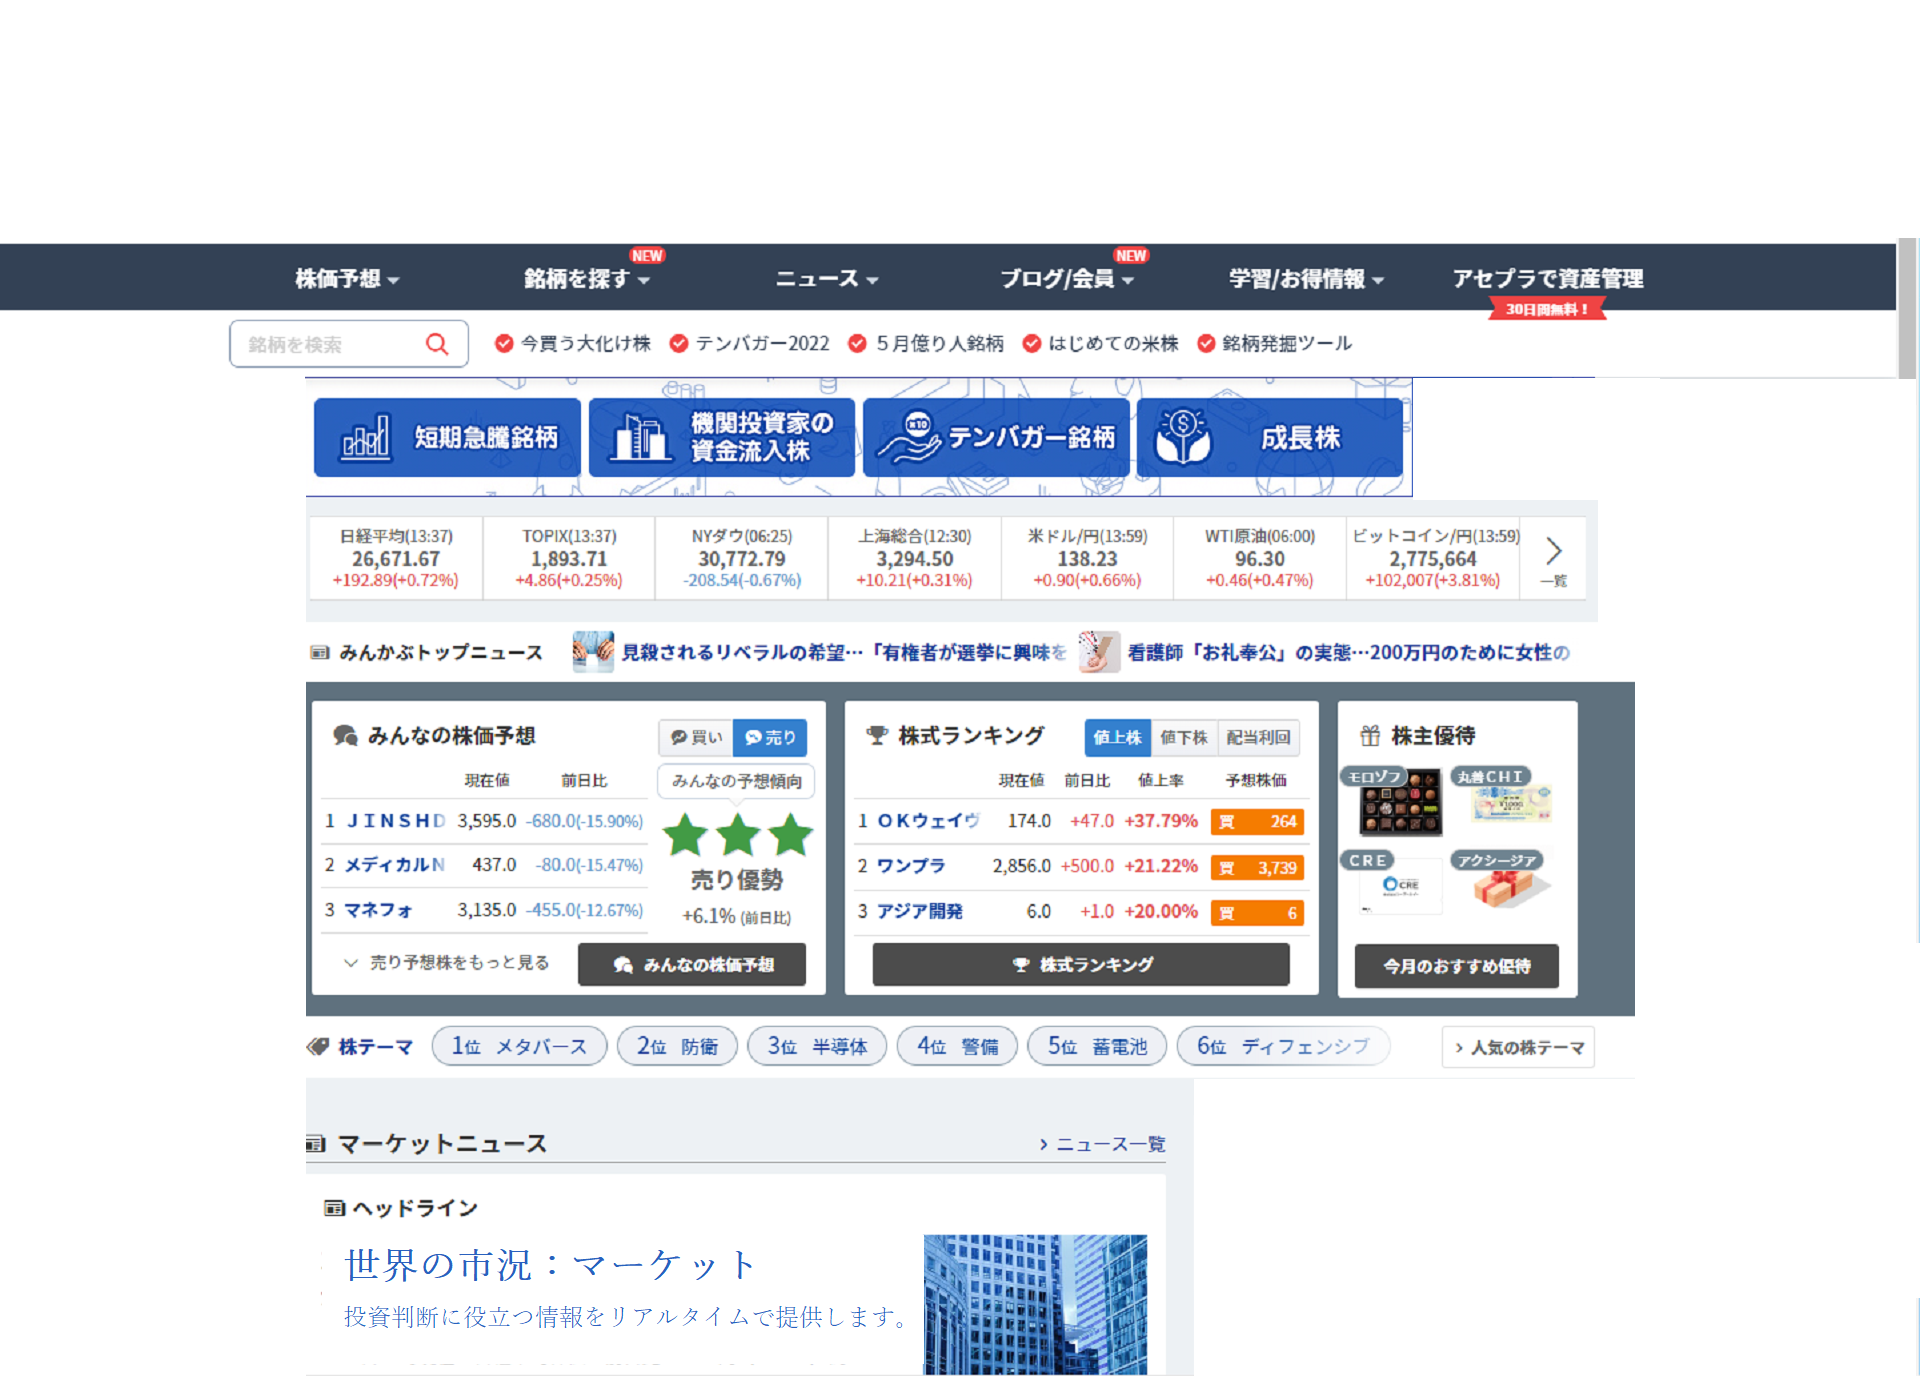 NEW
NEW
株価予想
銘柄を探す
ニュース
ブログ/会員
学習/お得情報
アセプラで資産管理
30日間無料！
銘柄を検索
今買う大化け株
テンバガー2022
５月億り人銘柄
はじめての米株
銘柄発掘ツール
短期急騰銘柄
機関投資家の
資金流入株
×10
テンバガー銘柄
成長株
日経平均(13:37)
26,671.67
+192.89(+0.72%)
TOPIX(13:37)
1,893.71
+4.86(+0.25%)
NYダウ(06:25)
30,772.79
-208.54(-0.67%)
上海総合(12:30)
3,294.50
+10.21(+0.31%)
米ドル/円(13:59)
138.23
+0.90(+0.66%)
WTI原油(06:00)
96.30
+0.46(+0.47%)
ビットコイン/円(13:59)
2,775,664
+102,007(+3.81%)
一覧
みんかぶトップニュース
見殺されるリベラルの希望…「有権者が選挙に興味を
看護師「お礼奉公」の実態…200万円のために女性の
みんなの株価予想
買い
売り
現在値 前日比
みんなの予想傾向
1 ＪＩＮＳＨＤ 3,595.0 -680.0(-15.90%)
2 メディカルN 437.0 -80.0(-15.47%)
3 マネフォ 3,135.0 -455.0(-12.67%)
売り優勢
+6.1% (前日比)
売り予想株をもっと見る
みんなの株価予想
株式ランキング
値上株
値下株
配当利回
現在値 前日比 値上率 予想株価
1 ＯＫウェイヴ 174.0 +47.0 +37.79% 買 264
2 ワンプラ 2,856.0 +500.0 +21.22% 買 3,739
3 アジア開発 6.0 +1.0 +20.00% 買 6
株式ランキング
株主優待
モロゾフ
丸善ＣＨＩ
¥1000
ＣＲＥ
アクシージア
CRE
今月のおすすめ優待
株テーマ
1位 メタバース
2位 防衛
3位 半導体
4位 警備
5位 蓄電池
6位 ディフェンシブ
人気の株テーマ
マーケットニュース
ニュース一覧
ヘッドライン
世界の市況：マーケット
投資判断に役立つ情報をリアルタイムで提供します。